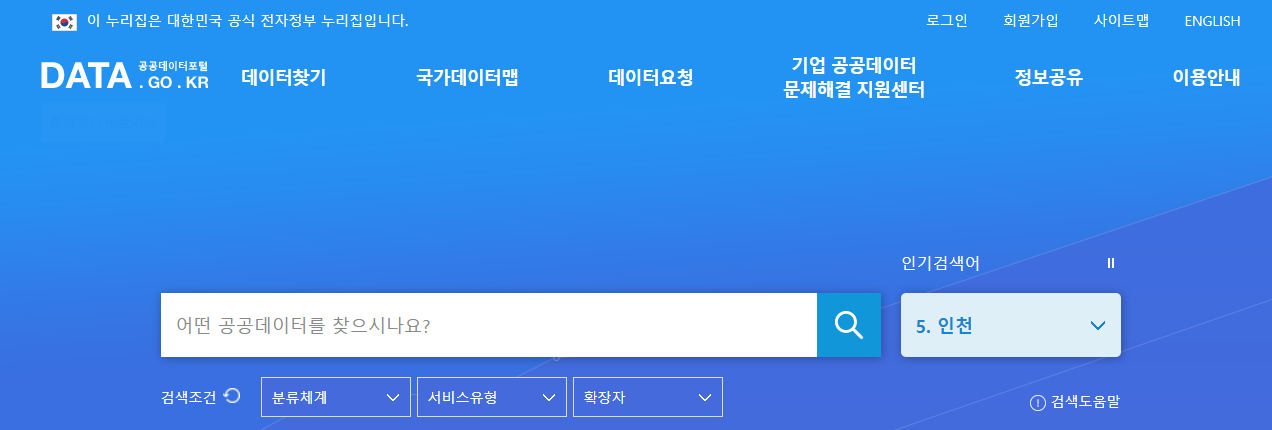 이 누리집은 대한민국 공식 전자정부 누리집입니다.
로그인 회원가입 사이트맵 ENGLISH
DATA 공공데이터포털 . GO . KR
데이터찾기 국가데이터맵 데이터요청 기업 공공데이터 문제해결 지원센터 정보공유 이용안내
인기검색어
어떤 공공데이터를 찾으시나요?
5. 인천
검색조건 분류체계 서비스유형 확장자
검색도움말